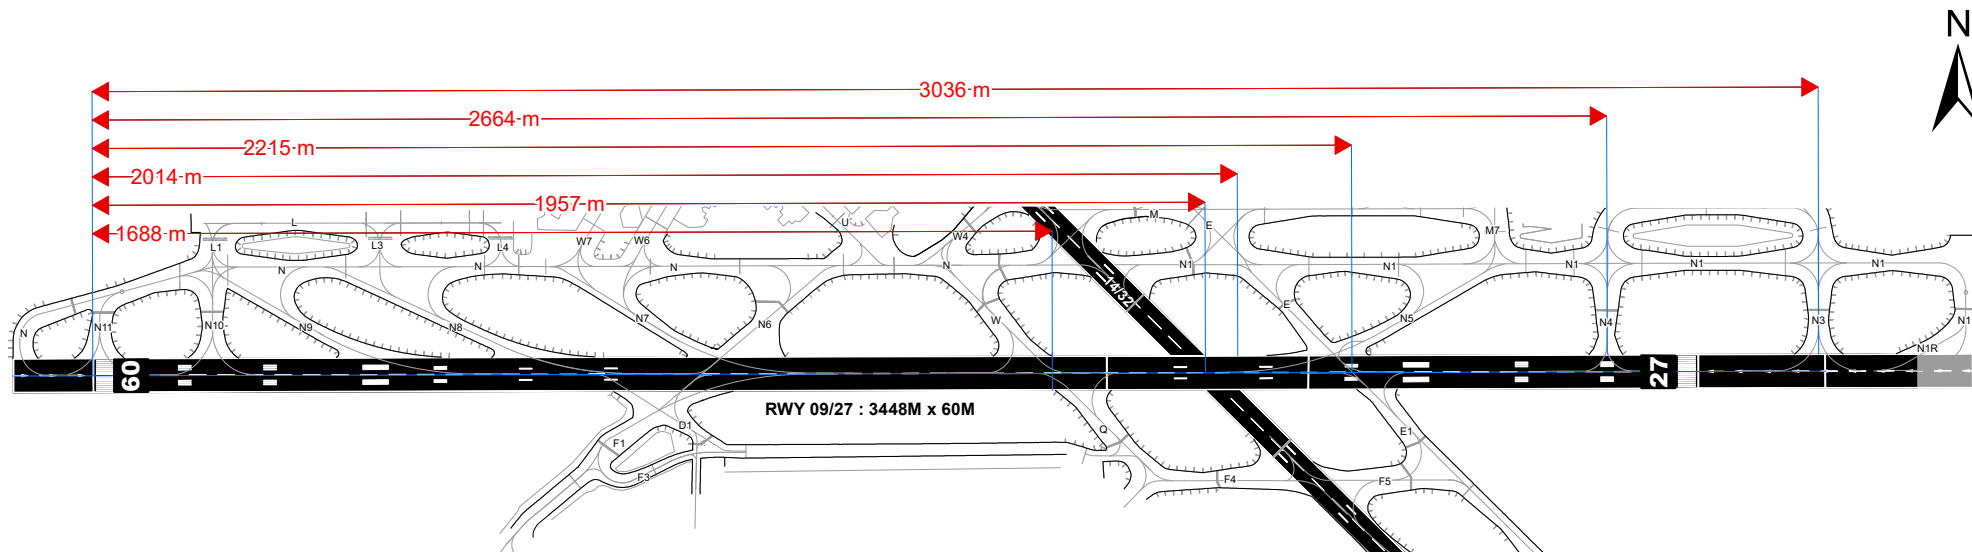 N
3036-m
2664-m
2215-m
2014-m
1957-m
1688-m
L
L1
L3
L4
W7
W6
U
W4
M
E
M7
N
N
N
N
N1
N1
N1
N1
N1
14/32
N
N11
N10
N9
N8
N7
N6
W
E
N5
N4
N3
N1
N1R
09
27
RWY 09/27 : 3448M x 60M
F1
D1
F3
Q
E1
F4
F5